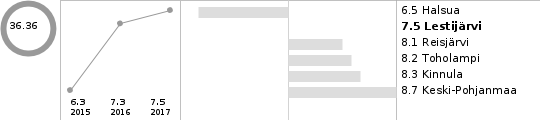 36.36
6.3 7.3 7.5
2015 2016 2017
6.5 Halsua
7.5 Lestijärvi
8.1 Reisjärvi
8.2 Toholampi
8.3 Kinnula
8.7 Keski-Pohjanmaa